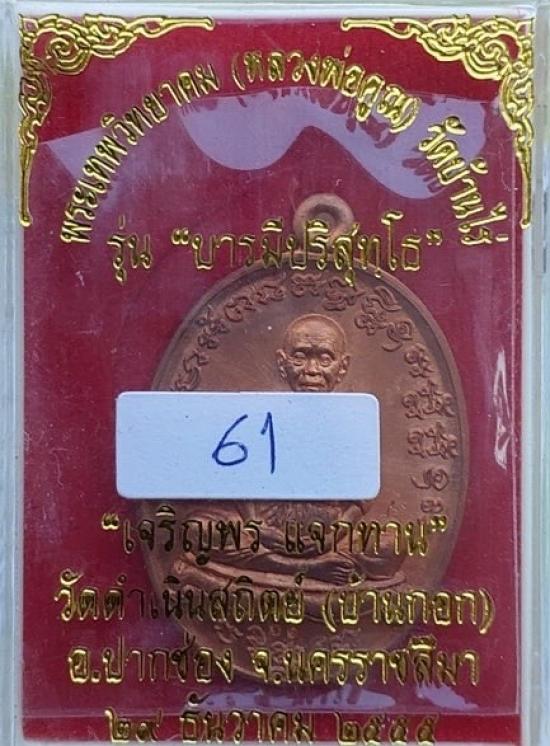 พระเทพวิทยาคม (หลวงพ่อคูณ) วัดบ้านไร่
รุ่น "บารมีปริสุทโธ"
61
"เจริญพร แจกทาน"
วัดดำเนินสถิตย์ (บ้านกอก)
อ.ปากช่อง จ.นครราชสีมา
๒๙ ธันวาคม ๒๕๕๕